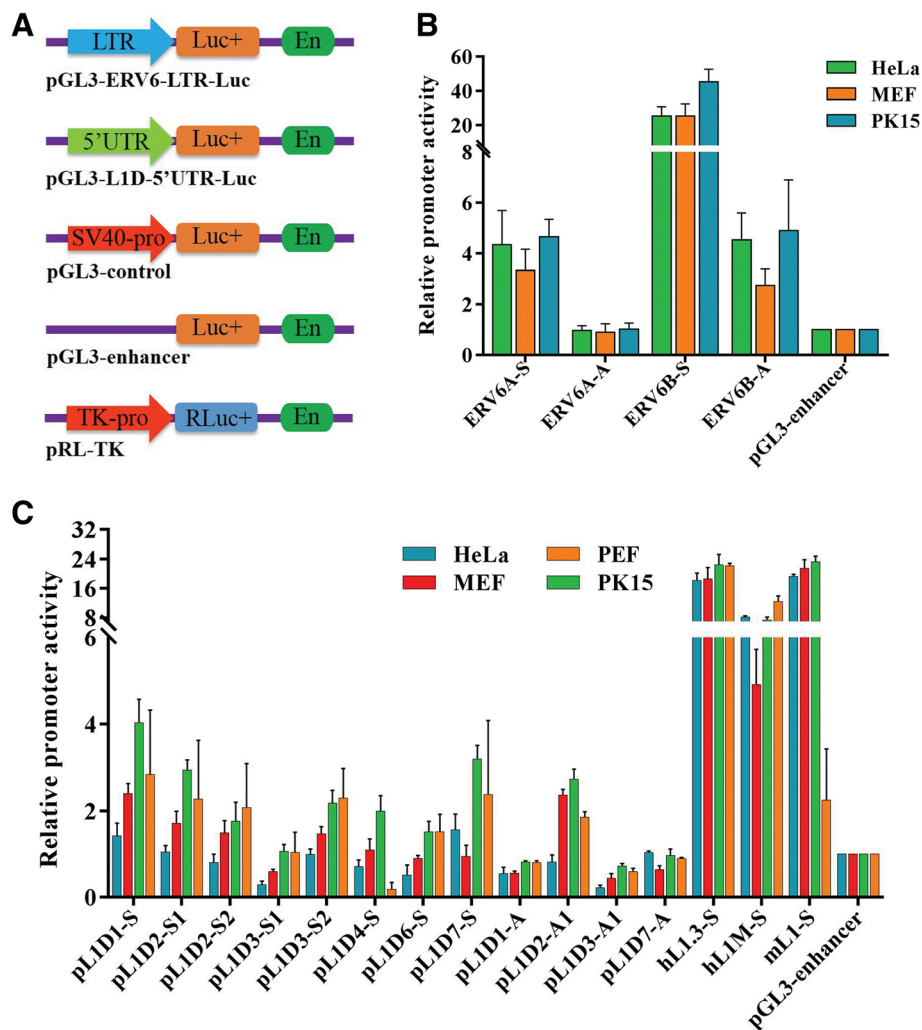 A
LTR Luc+ En
pGL3-ERV6-LTR-Luc
5’UTR Luc+ En
pGL3-L1D-5’UTR-Luc
SV40-pro Luc+ En
pGL3-control
Luc+ En
pGL3-enhancer
TK-pro RLuc+ En
pRL-TK
B
Relative promoter activity
60
40
20
8
6
4
2
0
HeLa
MEF
PK15
ERV6A-S
ERV6A-A
ERV6B-S
ERV6B-A
pGL3-enhancer
C
Relative promoter activity
32
24
16
8
6
4
2
0
HeLa PEF
MEF PK15
pL1D1-S
pL1D2-S1
pL1D2-S2
pL1D3-S1
pL1D3-S2
pL1D4-S
pL1D6-S
pL1D7-S
pL1D1-A
pL1D2-A1
pL1D3-A1
pL1D7-A
hL1.3-S
hL1M-S
mL1-S
pGL3-enhancer